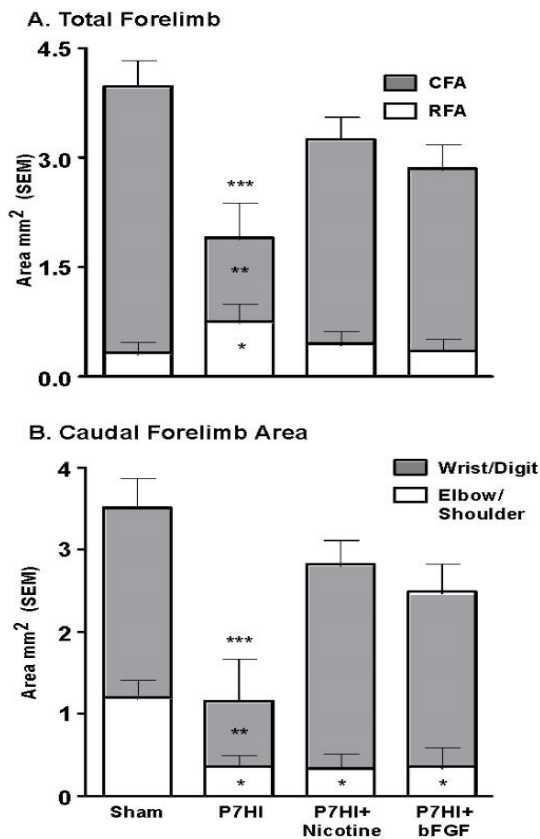 A. Total Forelimb
4.5
3.0
1.5
0.0
Area mm² (SEM)
CFA
RFA
***
**
*
B. Caudal Forelimb Area
4
3
2
1
0
Area mm² (SEM)
Wrist/Digit
Elbow/
Shoulder
***
**
* * *
Sham P7HI P7HI+ P7HI+
Nicotine bFGF